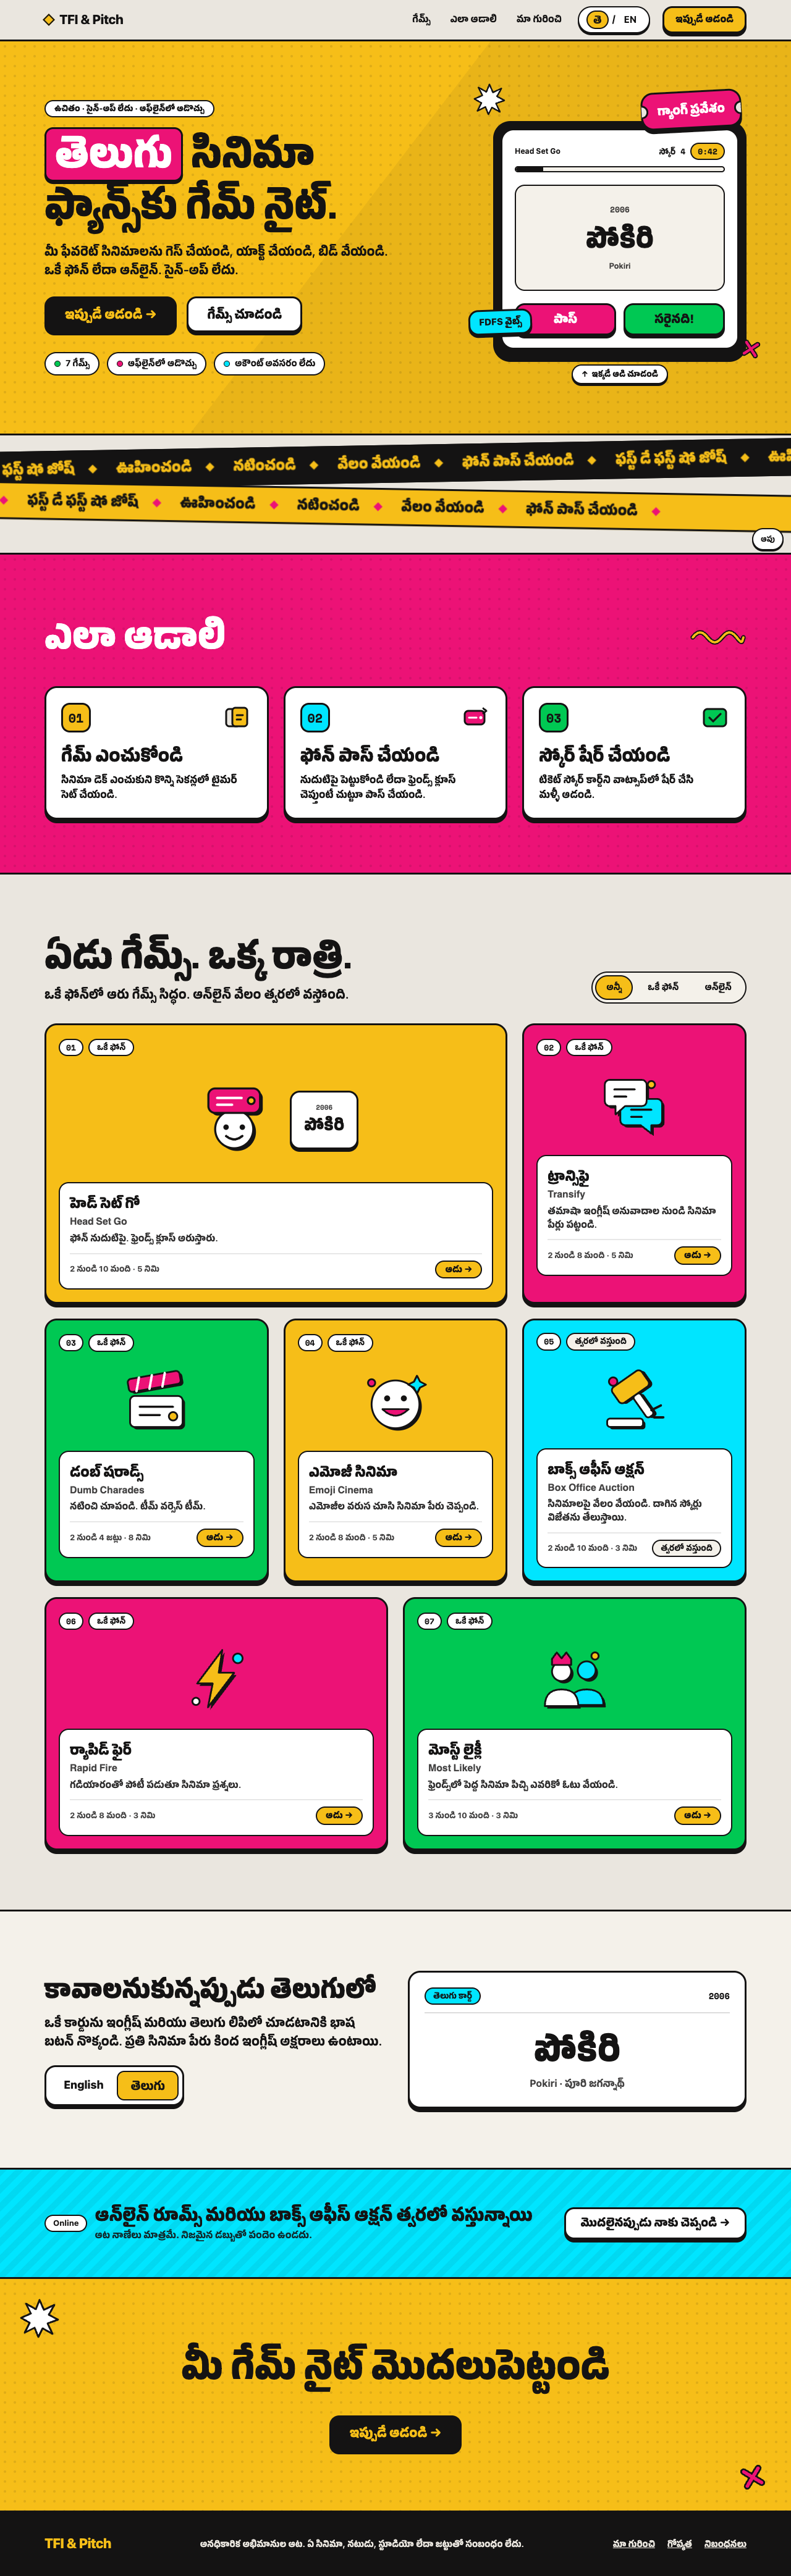 TFI & Pitch
గేమ్స్ ఎలా ఆడాలి మా గురించి తె / EN ఇప్పుడే ఆడండి
ఉచితం · సైన్-అప్ లేదు · ఆఫ్‌లైన్‌లో ఆడొచ్చు
తెలుగు సినిమా
ఫ్యాన్స్‌కు గేమ్ నైట్.
మీ ఫేవరెట్ సినిమాలను గెస్ చేయండి, యాక్ట్ చేయండి, బిడ్ వేయండి.
ఒకే ఫోన్ లేదా ఆన్‌లైన్. సైన్-అప్ లేదు.
ఇప్పుడే ఆడండి →
గేమ్స్ చూడండి
7 గేమ్స్
ఆఫ్‌లైన్‌లో ఆడొచ్చు
అకౌంట్ అవసరం లేదు
గ్యాంగ్ ప్రవేశం
Head Set Go
స్కోర్ 4 0:42
2006
పోకిరి
Pokiri
FDFS వైబ్స్
పాస్
సరైనది!
↑ ఇక్కడే ఆడి చూడండి
ఫస్ట్ షో జోష్ ◆ ఊహించండి ◆ నటించండి ◆ వేలం వేయండి ◆ ఫోన్ పాస్ చేయండి ◆ ఫస్ట్ డే ఫస్ట్ షో జోష్ ◆
◆ ఫస్ట్ డే ఫస్ట్ షో జోష్ ◆ ఊహించండి ◆ నటించండి ◆ వేలం వేయండి ◆ ఫోన్ పాస్ చేయండి ◆
ఆపు
ఎలా ఆడాలి
01
గేమ్ ఎంచుకోండి
సినిమా డెక్ ఎంచుకుని కొన్ని సెకన్లలో టైమర్
సెట్ చేయండి.
02
ఫోన్ పాస్ చేయండి
నుదుటిపై పెట్టుకోండి లేదా ఫ్రెండ్స్ క్లూస్
చెప్తుంటే చుట్టూ పాస్ చేయండి.
03
స్కోర్ షేర్ చేయండి
టికెట్ స్కోర్ కార్డ్‌ని వాట్సాప్‌లో షేర్ చేసి
మళ్ళీ ఆడండి.
ఏడు గేమ్స్. ఒక్క రాత్రి.
ఒకే ఫోన్‌లో ఆరు గేమ్స్ సిద్ధం. ఆన్‌లైన్ వేలం త్వరలో వస్తోంది.
అన్నీ ఒకే ఫోన్ ఆన్‌లైన్
01 ఒకే ఫోన్
2006
పోకిరి
హెడ్ సెట్ గో
Head Set Go
ఫోన్ నుదుటిపై. ఫ్రెండ్స్ క్లూస్ అరుస్తారు.
2 నుండి 10 మంది · 5 నిమి
ఆడు →
02 ఒకే ఫోన్
ట్రాన్సిఫై
Transify
తమాషా ఇంగ్లీష్ అనువాదాల నుండి సినిమా
పేర్లు పట్టండి.
2 నుండి 8 మంది · 5 నిమి
ఆడు →
03 ఒకే ఫోన్
డంబ్ షరాడ్స్
Dumb Charades
నటించి చూపండి. టీమ్ వర్సెస్ టీమ్.
2 నుండి 4 జట్లు · 8 నిమి
ఆడు →
04 ఒకే ఫోన్
ఎమోజీ సినిమా
Emoji Cinema
ఎమోజీల వరుస చూసి సినిమా పేరు చెప్పండి.
2 నుండి 8 మంది · 5 నిమి
ఆడు →
05 త్వరలో వస్తుంది
బాక్స్ ఆఫీస్ ఆక్షన్
Box Office Auction
సినిమాలపై వేలం వేయండి. దాగిన స్కోర్లు
విజేతను తేలుస్తాయి.
2 నుండి 10 మంది · 3 నిమి
త్వరలో వస్తుంది
06 ఒకే ఫోన్
ర్యాపిడ్ ఫైర్
Rapid Fire
గడియారంతో పోటీ పడుతూ సినిమా ప్రశ్నలు.
2 నుండి 8 మంది · 3 నిమి
ఆడు →
07 ఒకే ఫోన్
మోస్ట్ లైక్లీ
Most Likely
ఫ్రెండ్స్‌లో పెద్ద సినిమా పిచ్చి ఎవరికో ఓటు వేయండి.
3 నుండి 10 మంది · 3 నిమి
ఆడు →
కావాలనుకున్నప్పుడు తెలుగులో
ఒకే కార్డును ఇంగ్లీష్ మరియు తెలుగు లిపిలో చూడటానికి భాష
బటన్ నొక్కండి. ప్రతి సినిమా పేరు కింద ఇంగ్లీష్ అక్షరాలు ఉంటాయి.
English తెలుగు
తెలుగు కార్డ్
2006
పోకిరి
Pokiri · పూరి జగన్నాథ్
Online
ఆన్‌లైన్ రూమ్స్ మరియు బాక్స్ ఆఫీస్ ఆక్షన్ త్వరలో వస్తున్నాయి
ఆట నాణేలు మాత్రమే. నిజమైన డబ్బుతో పందెం ఉండదు.
మొదలైనప్పుడు నాకు చెప్పండి →
మీ గేమ్ నైట్ మొదలుపెట్టండి
ఇప్పుడే ఆడండి →
TFI & Pitch
అనధికారిక అభిమానుల ఆట. ఏ సినిమా, నటుడు, స్టూడియో లేదా జట్టుతో సంబంధం లేదు.
మా గురించి గోప్యత నిబంధనలు